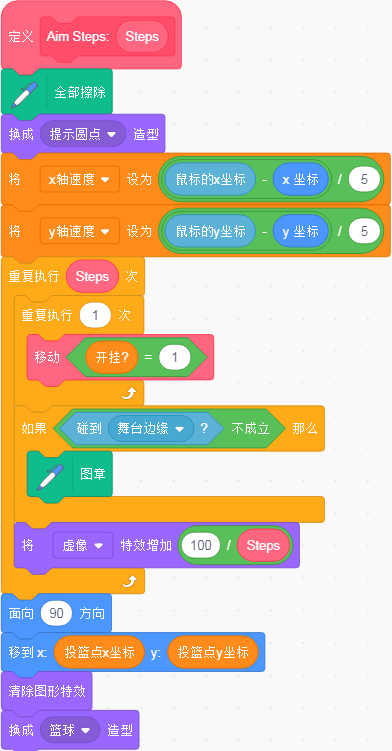 定义 Aim Steps: Steps
全部擦除
换成 提示圆点 造型
将 x轴速度 设为 鼠标的x坐标 - x 坐标 / 5
将 y轴速度 设为 鼠标的y坐标 - y 坐标 / 5
重复执行 Steps 次
重复执行 1 次
移动 开挂? = 1
如果 碰到 舞台边缘 ? 不成立 那么
图章
将 虚像 特效增加 100 / Steps
面向 90 方向
移到 x: 投篮点x坐标 y: 投篮点y坐标
清除图形特效
换成 篮球 造型